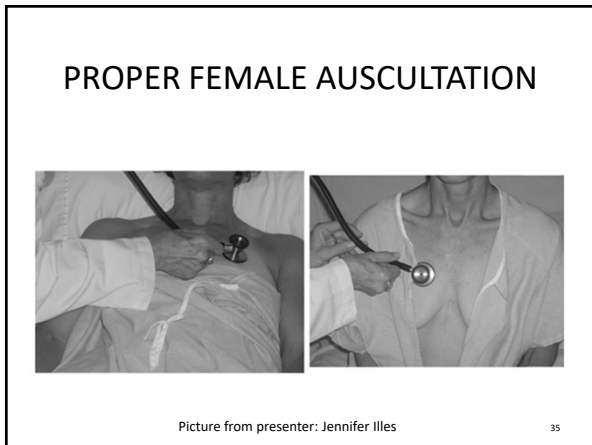 PROPER FEMALE AUSCULTATION
Picture from presenter: Jennifer Illes
35